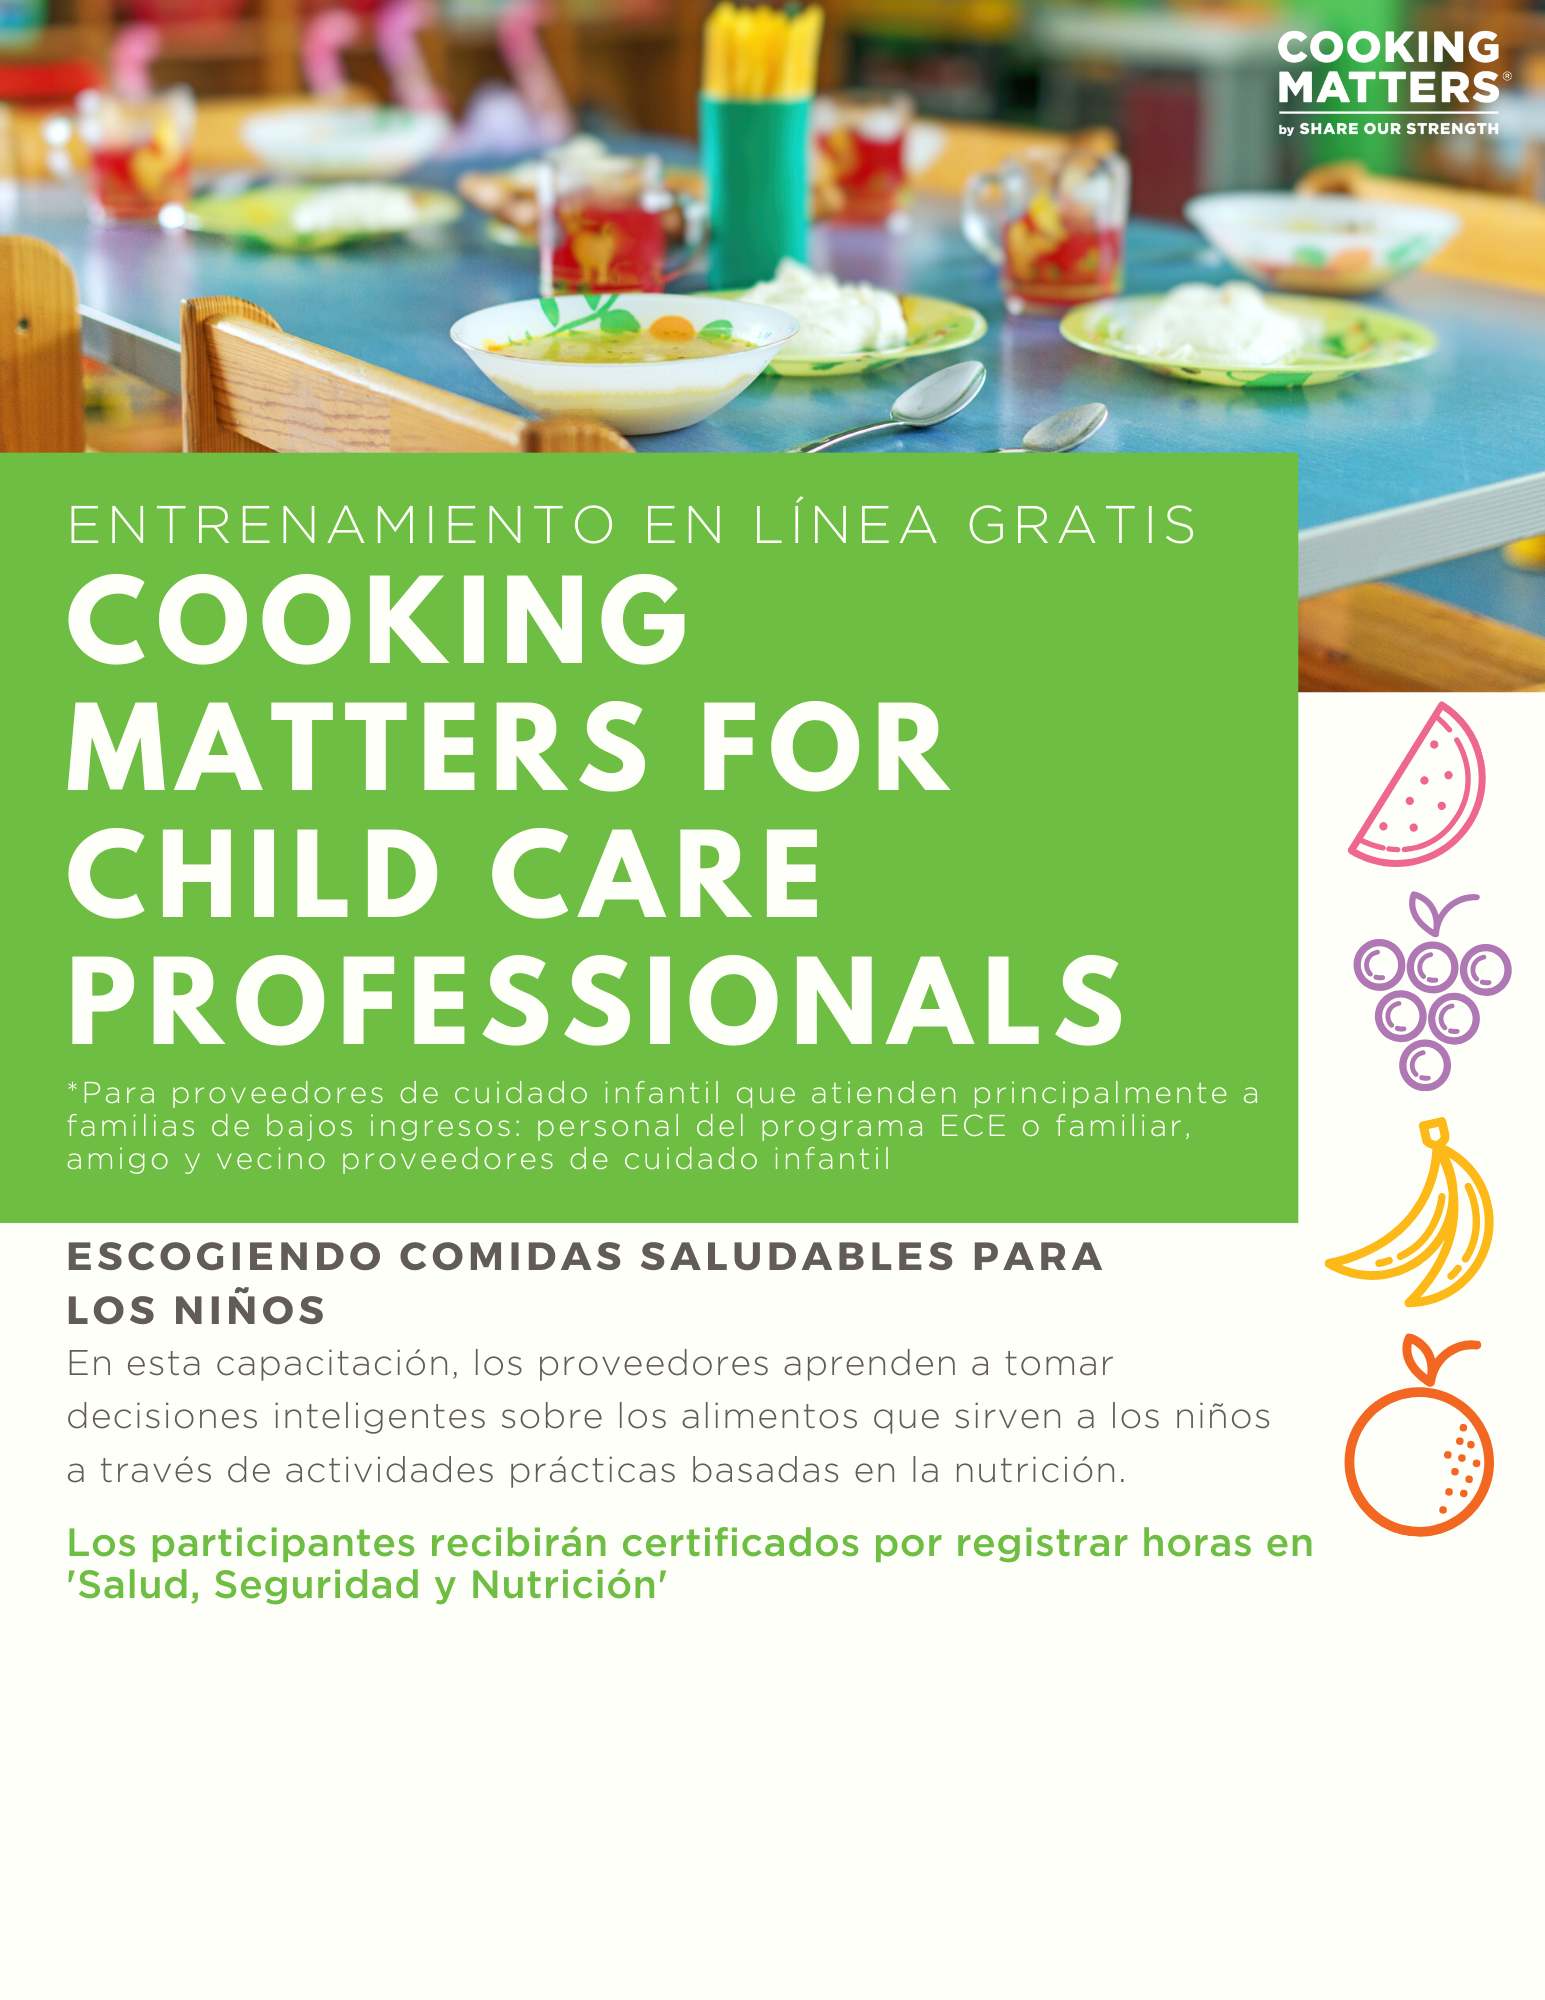 COOKING
MATTERS®
by SHARE OUR STRENGTH
ENTRENAMIENTO EN LÍNEA GRATIS
COOKING
MATTERS FOR
CHILD CARE
PROFESSIONALS
*Para proveedores de cuidado infantil que atienden principalmente a
familias de bajos ingresos: personal del programa ECE o familiar,
amigo y vecino proveedores de cuidado infantil
ESCOGIENDO COMIDAS SALUDABLES PARA
LOS NIÑOS
En esta capacitación, los proveedores aprenden a tomar
decisiones inteligentes sobre los alimentos que sirven a los niños
a través de actividades prácticas basadas en la nutrición.
Los participantes recibirán certificados por registrar horas en
'Salud, Seguridad y Nutrición'